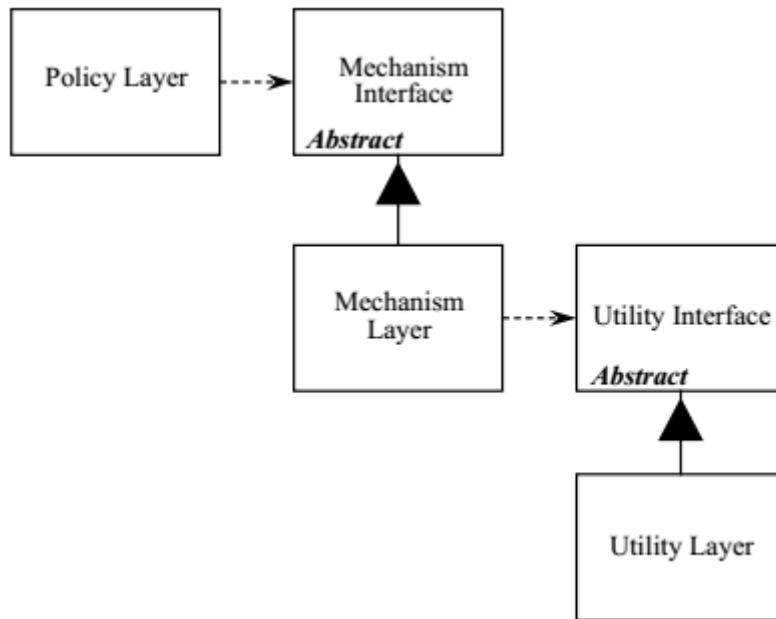 Policy Layer
Mechanism
Interface
Abstract
Mechanism
Layer
Utility Interface
Abstract
Utility Layer